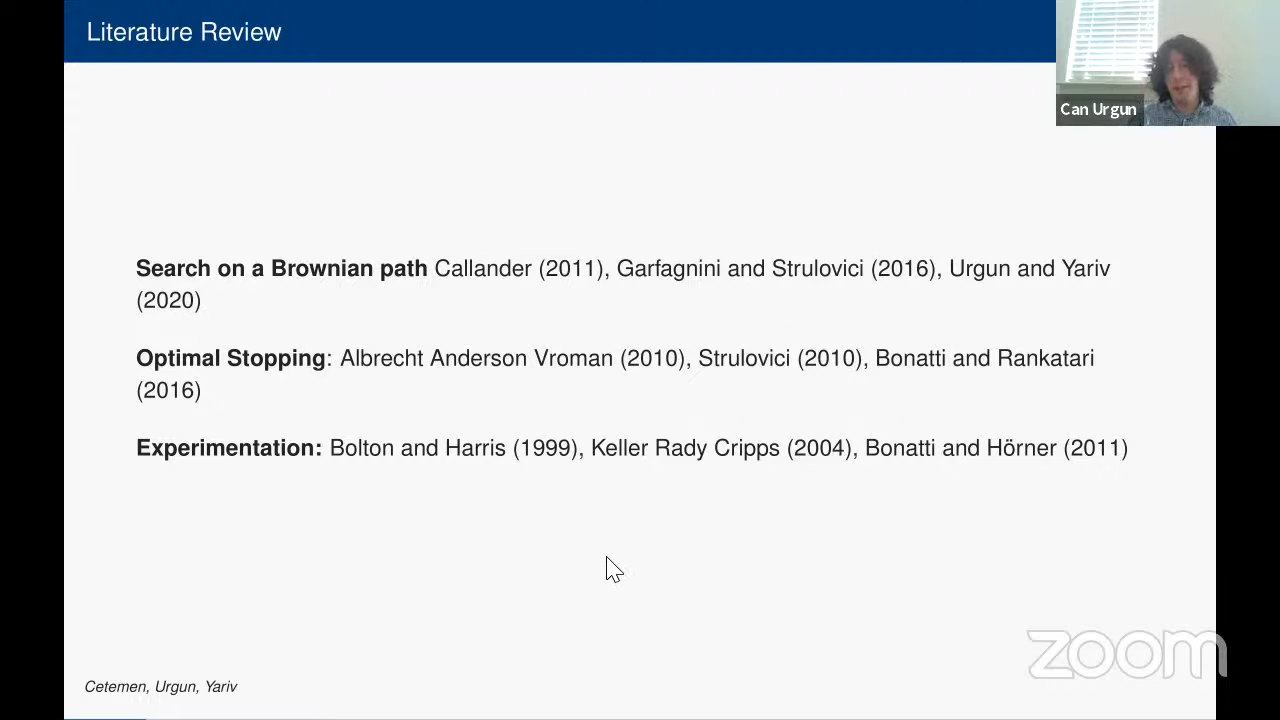 Literature Review
Can Urgun
Search on a Brownian path Callander (2011), Garfagnini and Strulovici (2016), Urgun and Yariv
(2020)
Optimal Stopping: Albrecht Anderson Vroman (2010), Strulovici (2010), Bonatti and Rankatari
(2016)
Experimentation: Bolton and Harris (1999), Keller Rady Cripps (2004), Bonatti and Hörner (2011)
zoom
Cetemen, Urgun, Yariv